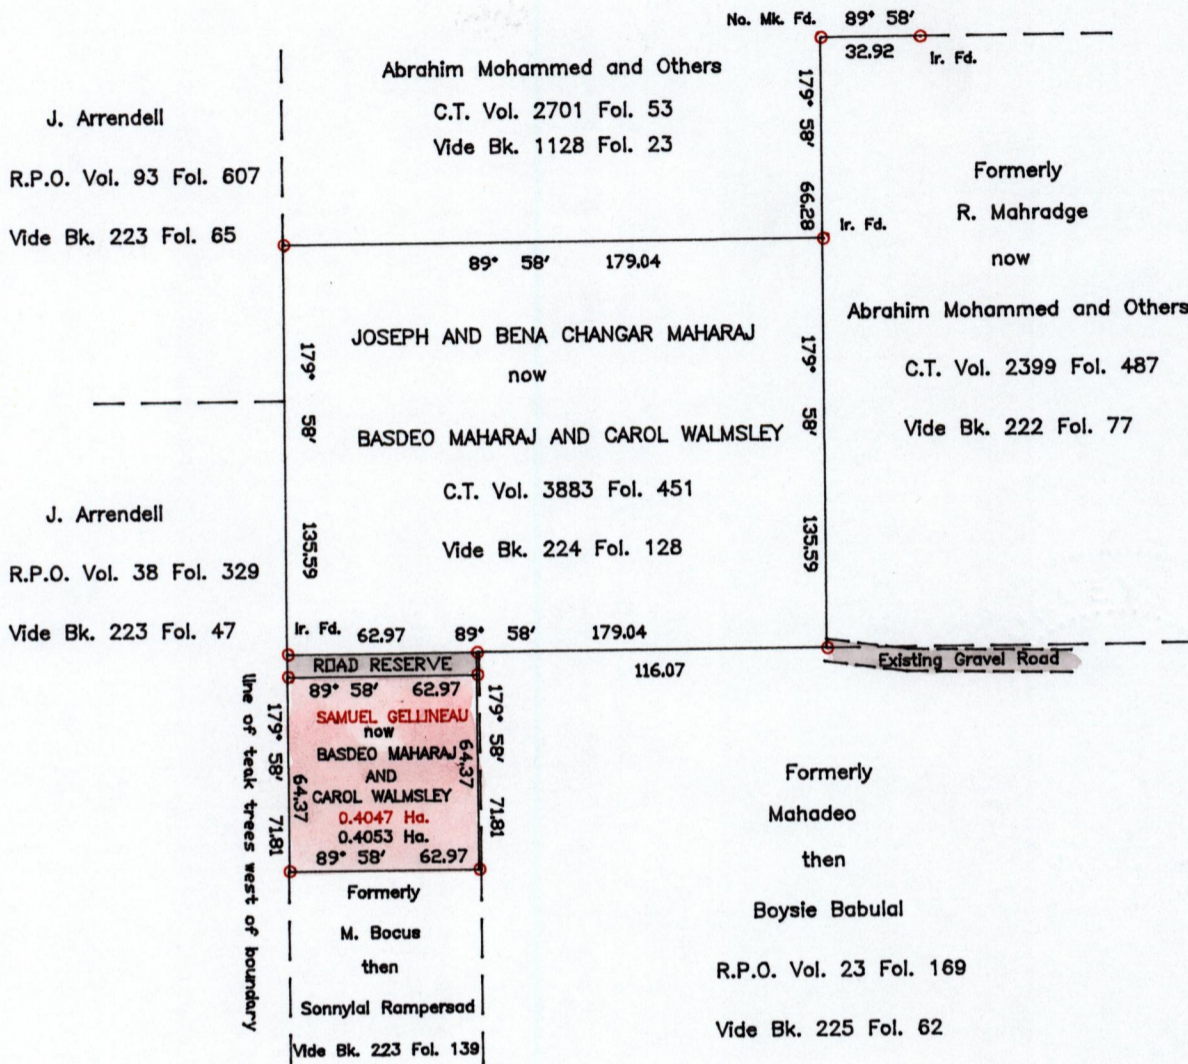 No. Mk. Fd. 89° 58'
32.92 Ir. Fd.
Abrahim Mohammed and Others
C.T. Vol. 2701 Fol. 53
Vide Bk. 1128 Fol. 23
179° 58' 66.28
Ir. Fd.
J. Arrendell
R.P.O. Vol. 93 Fol. 607
Vide Bk. 223 Fol. 65
Formerly
R. Mahradge
now
Abrahim Mohammed and Others
C.T. Vol. 2399 Fol. 487
Vide Bk. 222 Fol. 77
89° 58' 179.04
JOSEPH AND BENA CHANGAR MAHARAJ
now
BASDEO MAHARAJ AND CAROL WALMSLEY
C.T. Vol. 3883 Fol. 451
Vide Bk. 224 Fol. 128
179° 58' 135.59
179° 58' 135.59
J. Arrendell
R.P.O. Vol. 38 Fol. 329
Vide Bk. 223 Fol. 47
Ir. Fd. 62.97 89° 58' 179.04
116.07
Existing Gravel Road
ROAD RESERVE
89° 58' 62.97
SAMUEL GELLINEAU
now
BASDEO MAHARAJ
AND
CAROL WALMSLEY
0.4047 Ha.
0.4053 Ha.
89° 58' 62.97
64.37
179° 58' 71.81
64.37
179° 58' 71.81
line of teak trees west of boundary
Formerly
M. Bocus
then
Sonnylal Rampersad
Vide Bk. 223 Fol. 139
Formerly
Mahadeo
then
Boysie Babulal
R.P.O. Vol. 23 Fol. 169
Vide Bk. 225 Fol. 62